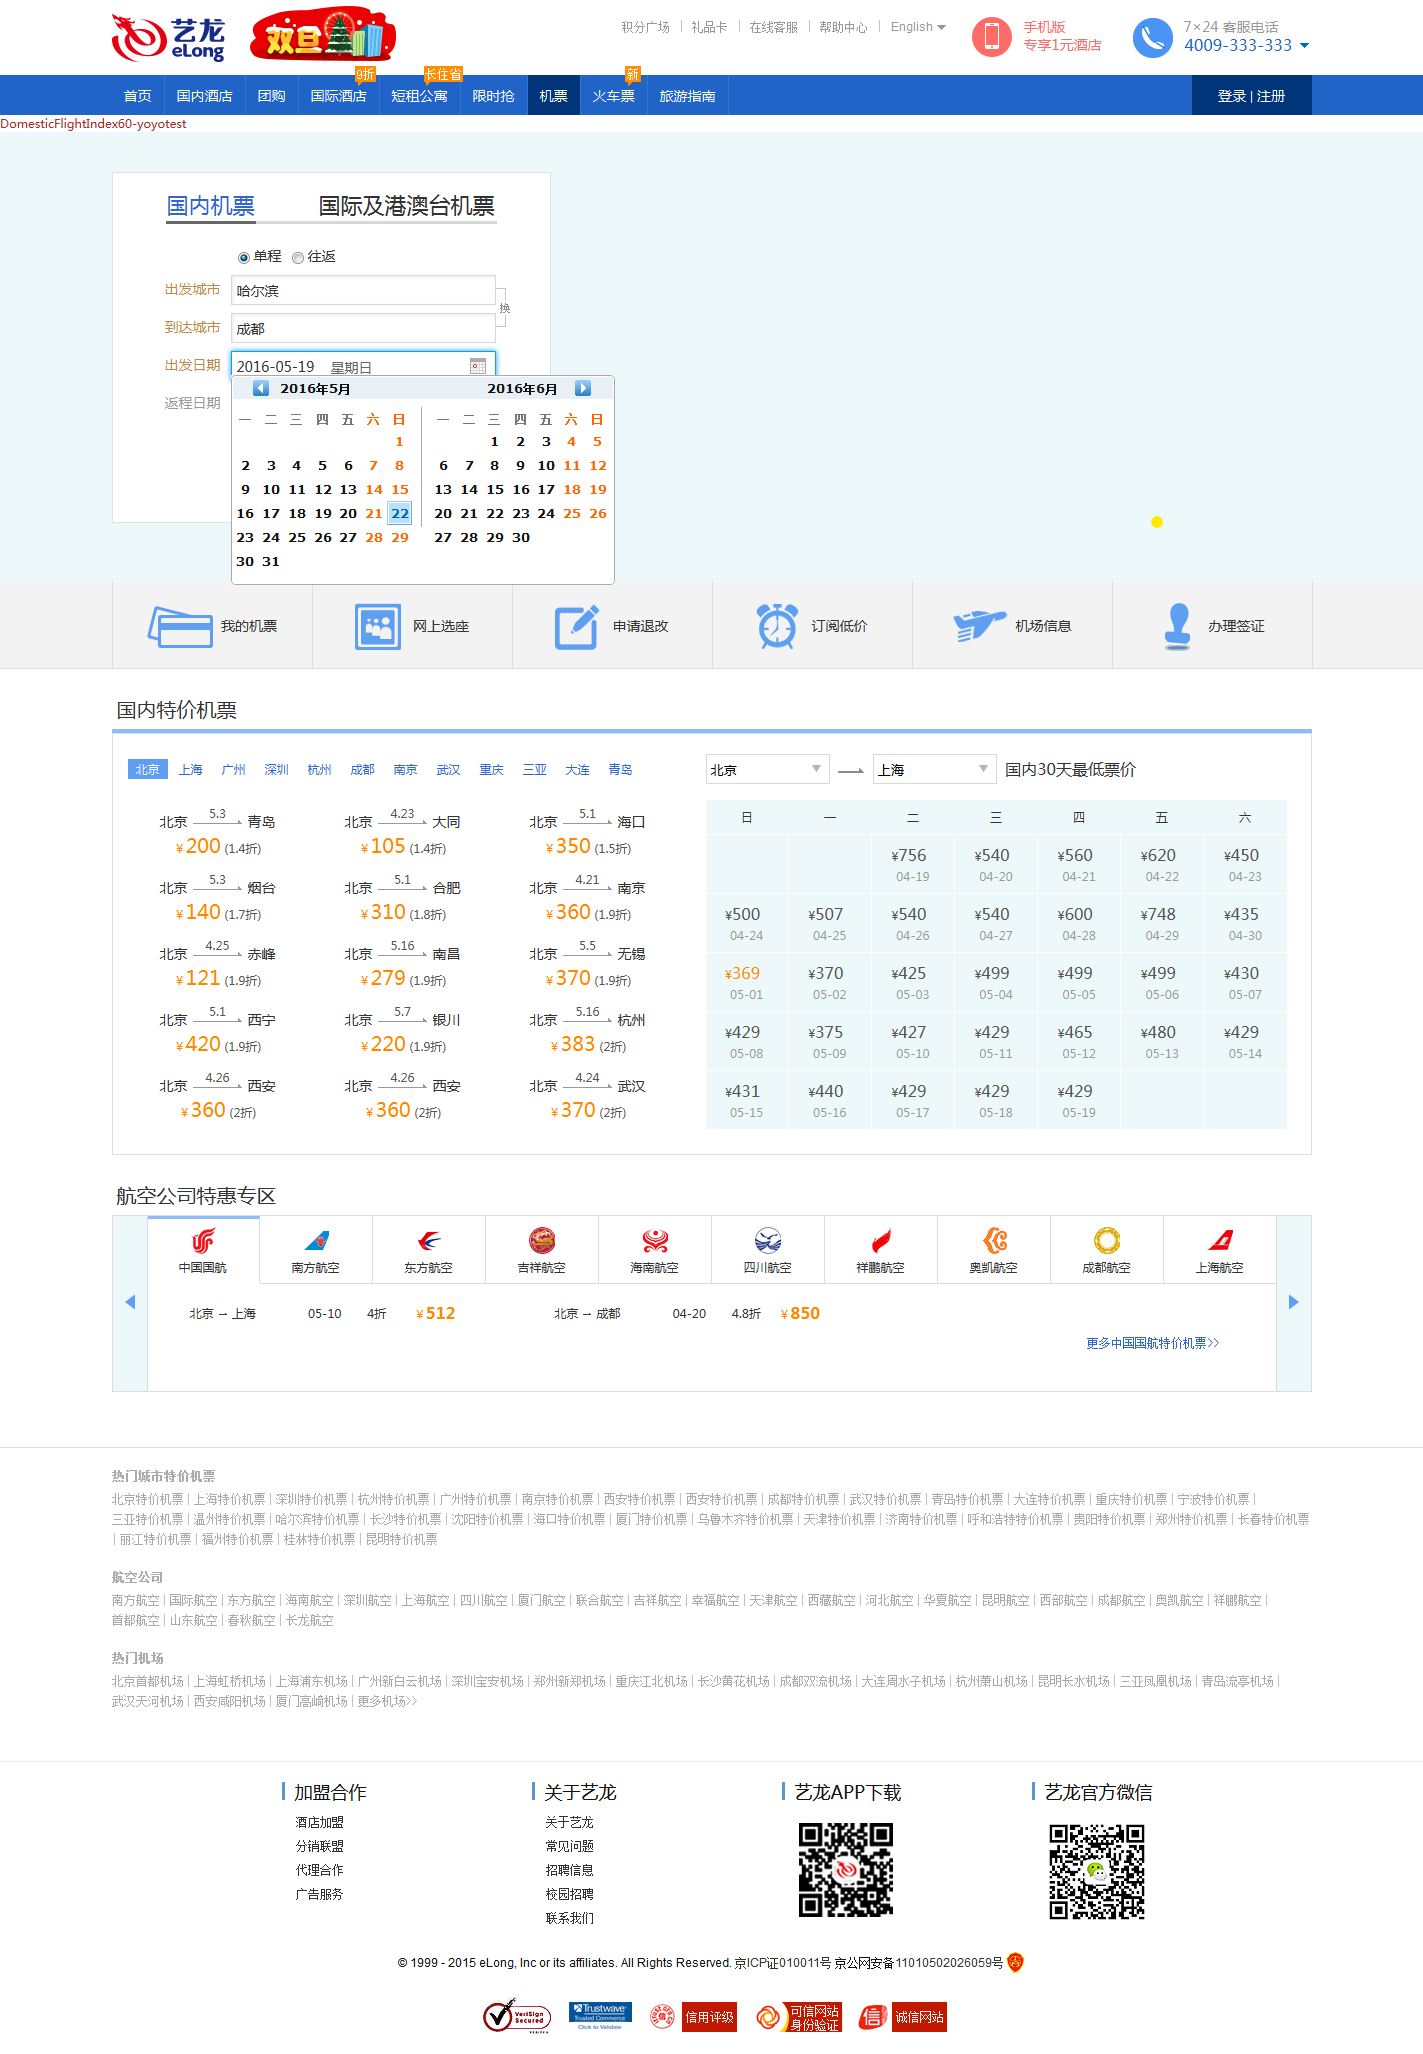 艺龙
eLong
双旦
积分广场 | 礼品卡 | 在线客服 | 帮助中心 | English
手机版
专享1元酒店
7×24 客服电话
4009-333-333
9折 长住省 新
首页 国内酒店 团购 国际酒店 短租公寓 限时抢 机票 火车票 旅游指南 登录 | 注册
DomesticFlightIndex60-yoyotest
国内机票 国际及港澳台机票
单程 往返
出发城市 哈尔滨
换
到达城市 成都
出发日期 2016-05-19 星期日
返程日期
2016年5月 2016年6月
一 二 三 四 五 六 日 一 二 三 四 五 六 日
1 1 2 3 4 5
2 3 4 5 6 7 8 6 7 8 9 10 11 12
9 10 11 12 13 14 15 13 14 15 16 17 18 19
16 17 18 19 20 21 22 20 21 22 23 24 25 26
23 24 25 26 27 28 29 27 28 29 30
30 31
我的机票 网上选座 申请退改 订阅低价 机场信息 办理签证
国内特价机票
北京 上海 广州 深圳 杭州 成都 南京 武汉 重庆 三亚 大连 青岛
北京 5.3 青岛 北京 4.23 大同 北京 5.1 海口
¥200 (1.4折) ¥105 (1.4折) ¥350 (1.5折)
北京 5.3 烟台 北京 5.1 合肥 北京 4.21 南京
¥140 (1.7折) ¥310 (1.8折) ¥360 (1.9折)
北京 4.25 赤峰 北京 5.16 南昌 北京 5.5 无锡
¥121 (1.9折) ¥279 (1.9折) ¥370 (1.9折)
北京 5.1 西宁 北京 5.7 银川 北京 5.16 杭州
¥420 (1.9折) ¥220 (1.9折) ¥383 (2折)
北京 4.26 西安 北京 4.26 西安 北京 4.24 武汉
¥360 (2折) ¥360 (2折) ¥370 (2折)
北京 上海 国内30天最低票价
日 一 二 三 四 五 六
¥756 ¥540 ¥560 ¥620 ¥450
04-19 04-20 04-21 04-22 04-23
¥500 ¥507 ¥540 ¥540 ¥600 ¥748 ¥435
04-24 04-25 04-26 04-27 04-28 04-29 04-30
¥369 ¥370 ¥425 ¥499 ¥499 ¥499 ¥430
05-01 05-02 05-03 05-04 05-05 05-06 05-07
¥429 ¥375 ¥427 ¥429 ¥465 ¥480 ¥429
05-08 05-09 05-10 05-11 05-12 05-13 05-14
¥431 ¥440 ¥429 ¥429 ¥429
05-15 05-16 05-17 05-18 05-19
航空公司特惠专区
中国国航 南方航空 东方航空 吉祥航空 海南航空 四川航空 祥鹏航空 奥凯航空 成都航空 上海航空
北京 → 上海 05-10 4折 ¥512 北京 → 成都 04-20 4.8折 ¥850
更多中国国航特价机票>>
热门城市特价机票
北京特价机票 | 上海特价机票 | 深圳特价机票 | 杭州特价机票 | 广州特价机票 | 南京特价机票 | 西安特价机票 | 西安特价机票 | 成都特价机票 | 武汉特价机票 | 青岛特价机票 | 大连特价机票 | 重庆特价机票 | 宁波特价机票 |
三亚特价机票 | 温州特价机票 | 哈尔滨特价机票 | 长沙特价机票 | 沈阳特价机票 | 海口特价机票 | 厦门特价机票 | 乌鲁木齐特价机票 | 天津特价机票 | 济南特价机票 | 呼和浩特特价机票 | 贵阳特价机票 | 郑州特价机票 | 长春特价机票
| 丽江特价机票 | 福州特价机票 | 桂林特价机票 | 昆明特价机票
航空公司
南方航空 | 国际航空 | 东方航空 | 海南航空 | 深圳航空 | 上海航空 | 四川航空 | 厦门航空 | 联合航空 | 吉祥航空 | 幸福航空 | 天津航空 | 西藏航空 | 河北航空 | 华夏航空 | 昆明航空 | 西部航空 | 成都航空 | 奥凯航空 | 祥鹏航空 |
首都航空 | 山东航空 | 春秋航空 | 长龙航空
热门机场
北京首都机场 | 上海虹桥机场 | 上海浦东机场 | 广州新白云机场 | 深圳宝安机场 | 郑州新郑机场 | 重庆江北机场 | 长沙黄花机场 | 成都双流机场 | 大连周水子机场 | 杭州萧山机场 | 昆明长水机场 | 三亚凤凰机场 | 青岛流亭机场 |
武汉天河机场 | 西安咸阳机场 | 厦门高崎机场 | 更多机场>>
加盟合作 关于艺龙 艺龙APP下载 艺龙官方微信
酒店加盟 关于艺龙
分销联盟 常见问题
代理合作 招聘信息
广告服务 校园招聘
联系我们
© 1999 - 2015 eLong, Inc or its affiliates. All Rights Reserved. 京ICP证010011号 京公网安备11010502026059号
VeriSign
Secured
Trustwave
Trusted Commerce
Click to Validate
信用评级
可信网站
身份验证
诚信网站